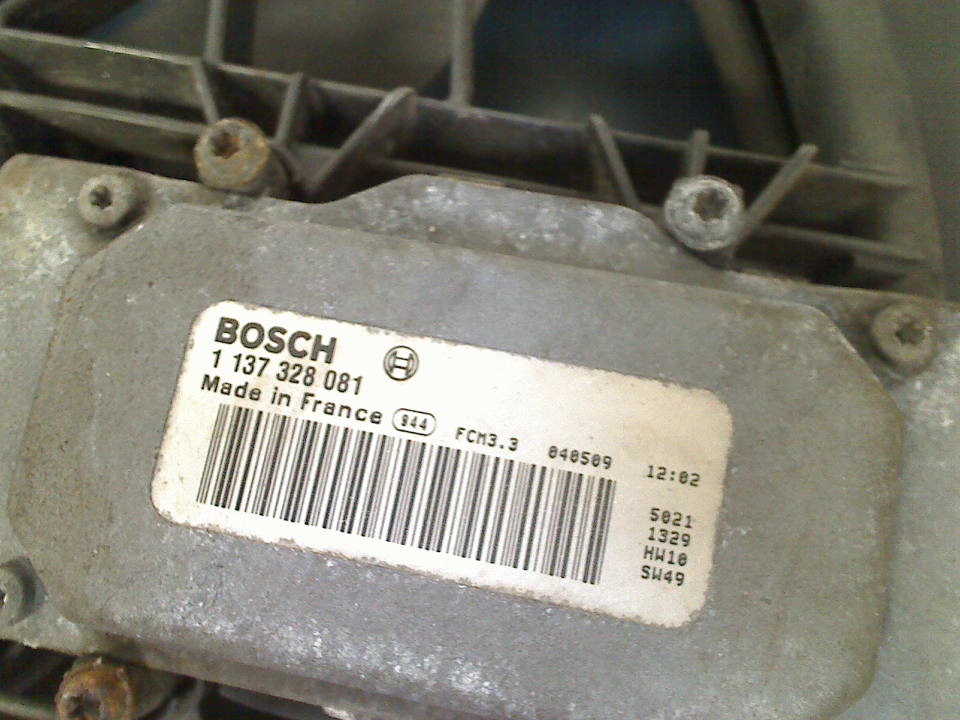 BOSCH
1 137 328 081
Made in France 944 FCM3.3 040509 12:02
5021
1329
HW10
SW49